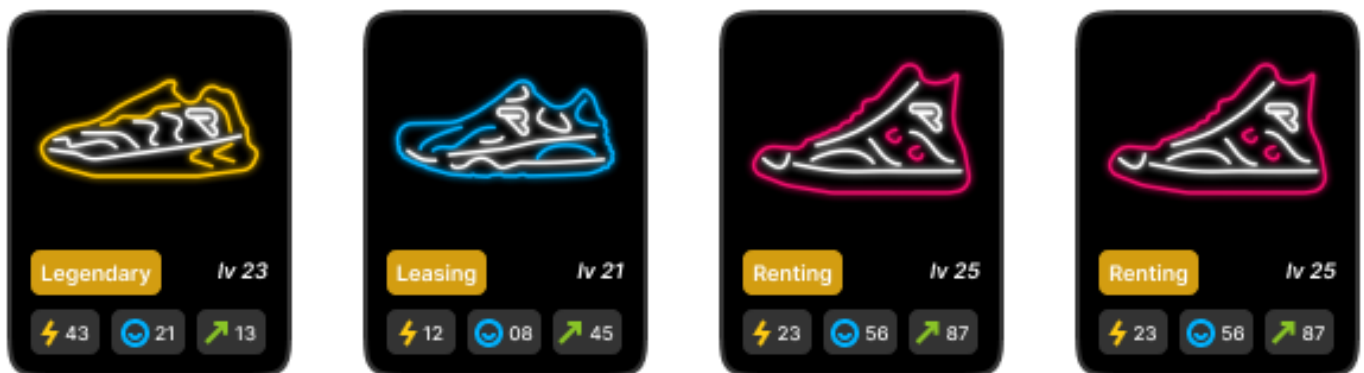 Legendary lv 23
43 21 13
Leasing lv 21
12 08 45
Renting lv 25
23 56 87
Renting lv 25
23 56 87